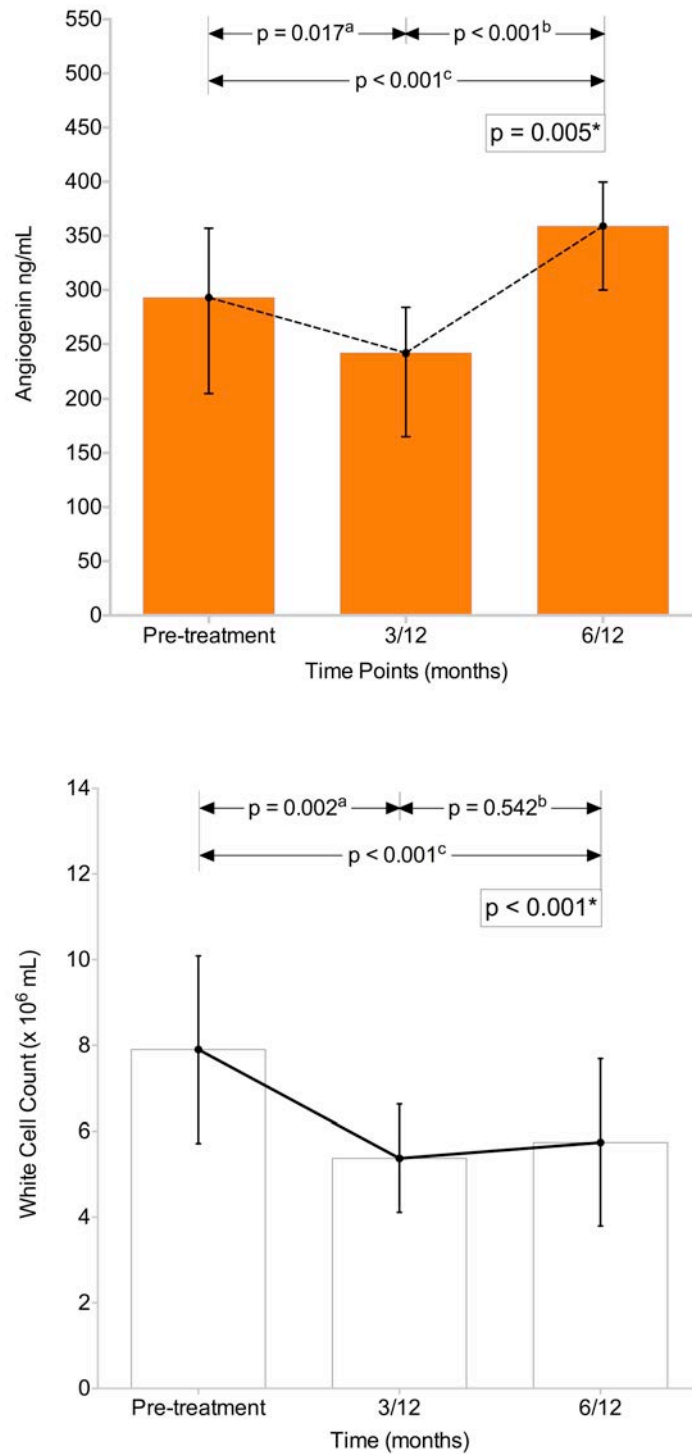 550
500
450
400
350
300
250
200
150
100
50
0
Angiogenin ng/mL
p = 0.017ᵃ
p < 0.001ᵇ
p < 0.001ᶜ
p = 0.005*
Pre-treatment 3/12 6/12
Time Points (months)
14
12
10
8
6
4
2
0
White Cell Count (x 10⁶ mL)
p = 0.002ᵃ
p = 0.542ᵇ
p < 0.001ᶜ
p < 0.001*
Pre-treatment 3/12 6/12
Time (months)